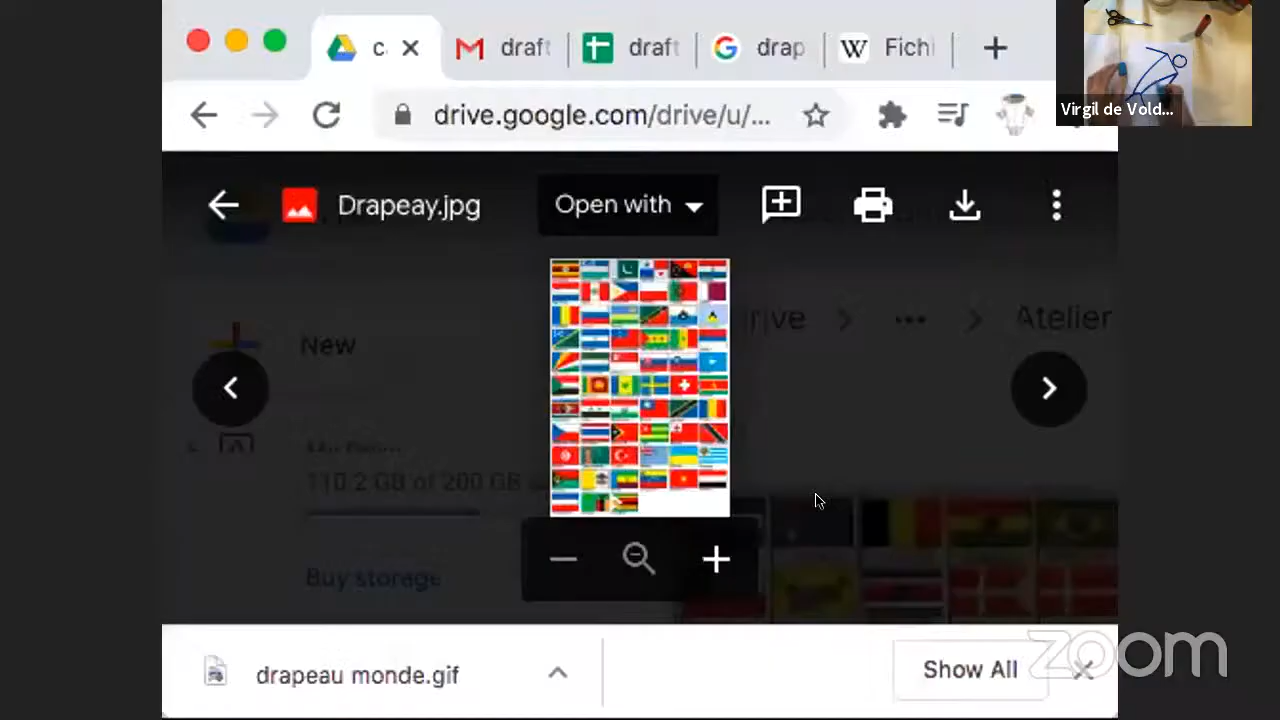 c
draft
draft
drap
Fichi
drive.google.com/drive/u/...
Virgil de Vold...
Drapeay.jpg
Open with
rive > ... > Atelier
New
110.2 GB of 200 GB
Buy storage
drapeau monde.gif
Show All
zoom